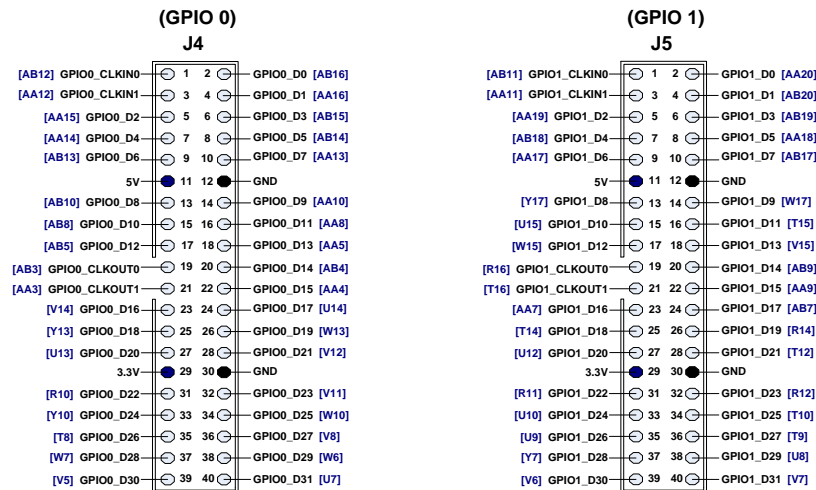 (GPIO 0) (GPIO 1)
J4 J5
[AB12] GPIO0_CLKIN0 1 2 GPIO0_D0 [AB16] [AB11] GPIO1_CLKIN0 1 2 GPIO1_D0 [AA20]
[AA12] GPIO0_CLKIN1 3 4 GPIO0_D1 [AA16] [AA11] GPIO1_CLKIN1 3 4 GPIO1_D1 [AB20]
[AA15] GPIO0_D2 5 6 GPIO0_D3 [AB15] [AA19] GPIO1_D2 5 6 GPIO1_D3 [AB19]
[AA14] GPIO0_D4 7 8 GPIO0_D5 [AB14] [AB18] GPIO1_D4 7 8 GPIO1_D5 [AA18]
[AB13] GPIO0_D6 9 10 GPIO0_D7 [AA13] [AA17] GPIO1_D6 9 10 GPIO1_D7 [AB17]
5V 11 12 GND 5V 11 12 GND
[AB10] GPIO0_D8 13 14 GPIO0_D9 [AA10] [Y17] GPIO1_D8 13 14 GPIO1_D9 [W17]
[AB8] GPIO0_D10 15 16 GPIO0_D11 [AA8] [U15] GPIO1_D10 15 16 GPIO1_D11 [T15]
[AB5] GPIO0_D12 17 18 GPIO0_D13 [AA5] [W15] GPIO1_D12 17 18 GPIO1_D13 [V15]
[AB3] GPIO0_CLKOUT0 19 20 GPIO0_D14 [AB4] [R16] GPIO1_CLKOUT0 19 20 GPIO1_D14 [AB9]
[AA3] GPIO0_CLKOUT1 21 22 GPIO0_D15 [AA4] [T16] GPIO1_CLKOUT1 21 22 GPIO1_D15 [AA9]
[V14] GPIO0_D16 23 24 GPIO0_D17 [U14] [AA7] GPIO1_D16 23 24 GPIO1_D17 [AB7]
[Y13] GPIO0_D18 25 26 GPIO0_D19 [W13] [T14] GPIO1_D18 25 26 GPIO1_D19 [R14]
[U13] GPIO0_D20 27 28 GPIO0_D21 [V12] [U12] GPIO1_D20 27 28 GPIO1_D21 [T12]
3.3V 29 30 GND 3.3V 29 30 GND
[R10] GPIO0_D22 31 32 GPIO0_D23 [V11] [R11] GPIO1_D22 31 32 GPIO1_D23 [R12]
[Y10] GPIO0_D24 33 34 GPIO0_D25 [W10] [U10] GPIO1_D24 33 34 GPIO1_D25 [T10]
[T8] GPIO0_D26 35 36 GPIO0_D27 [V8] [U9] GPIO1_D26 35 36 GPIO1_D27 [T9]
[W7] GPIO0_D28 37 38 GPIO0_D29 [W6] [Y7] GPIO1_D28 37 38 GPIO1_D29 [U8]
[V5] GPIO0_D30 39 40 GPIO0_D31 [U7] [V6] GPIO1_D30 39 40 GPIO1_D31 [V7]